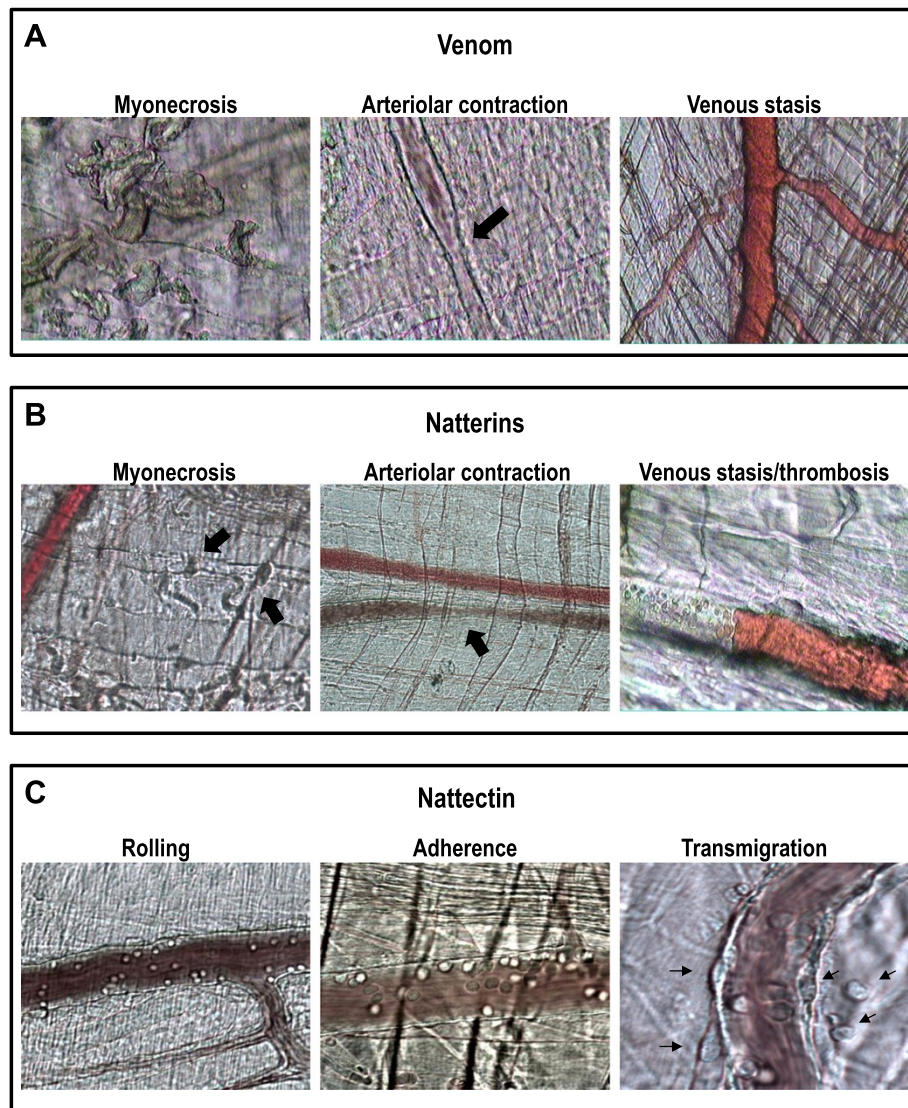 A
Venom
Myonecrosis
Arteriolar contraction
Venous stasis
B
Natterins
Myonecrosis
Arteriolar contraction
Venous stasis/thrombosis
C
Nattectin
Rolling
Adherence
Transmigration